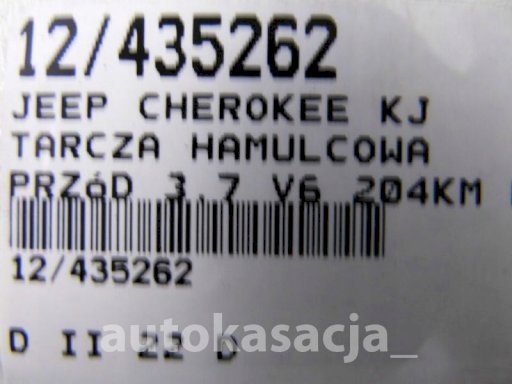 12/435262
JEEP CHEROKEE KJ
TARCZA HAMULCOWA
PRZóD 3.7 V6 204KM
12/435262
D II 22 D
autokasacja_